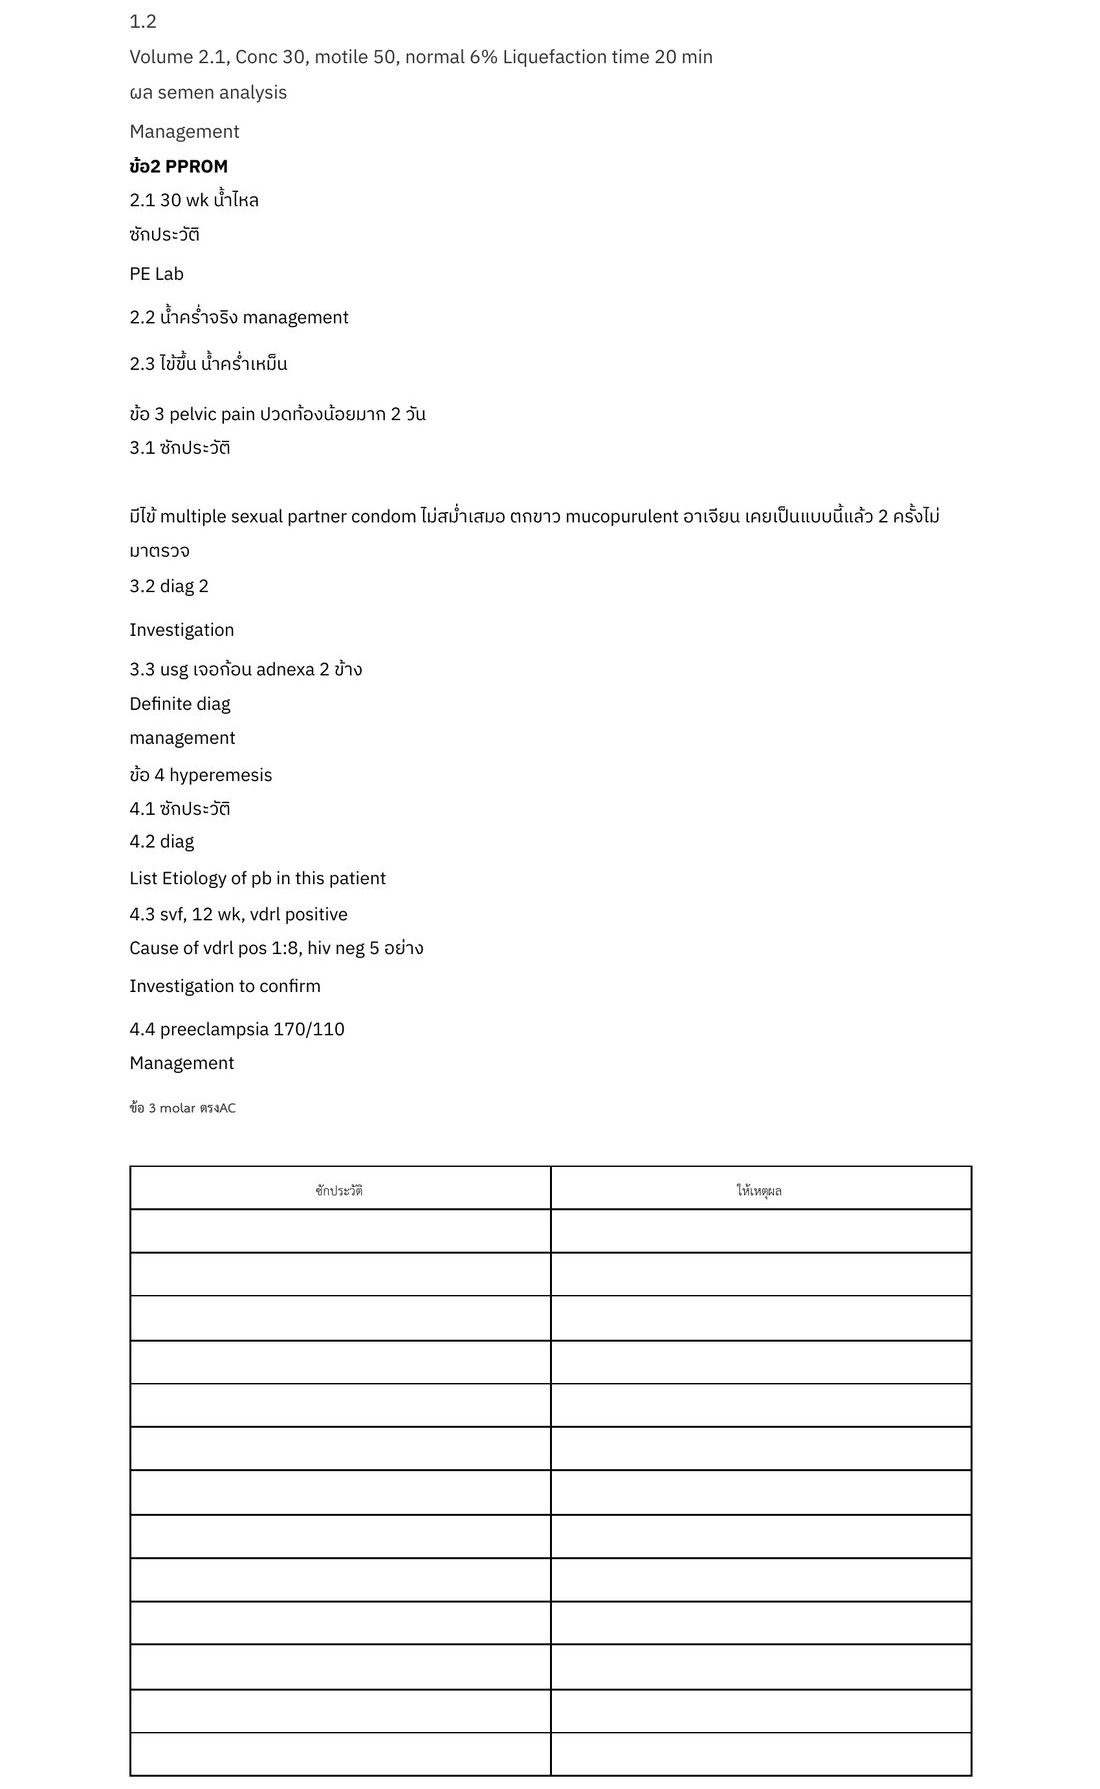 1.2
Volume 2.1, Conc 30, motile 50, normal 6% Liquefaction time 20 min
ผล semen analysis
Management
ข้อ2 PPROM
2.1 30 wk น้ำไหล
ซักประวัติ
PE Lab
2.2 น้ำคร่ำจริง management
2.3 ไข้ขึ้น น้ำคร่ำเหม็น
ข้อ 3 pelvic pain ปวดท้องน้อยมาก 2 วัน
3.1 ซักประวัติ
มีไข้ multiple sexual partner condom ไม่สม่ำเสมอ ตกขาว mucopurulent อาเจียน เคยเป็นแบบนี้แล้ว 2 ครั้งไม่
มาตรวจ
3.2 diag 2
Investigation
3.3 usg เจอก้อน adnexa 2 ข้าง
Definite diag
management
ข้อ 4 hyperemesis
4.1 ซักประวัติ
4.2 diag
List Etiology of pb in this patient
4.3 svf, 12 wk, vdrl positive
Cause of vdrl pos 1:8, hiv neg 5 อย่าง
Investigation to confirm
4.4 preeclampsia 170/110
Management
ข้อ 3 molar ตรงAC
ซักประวัติ
ให้เหตุผล